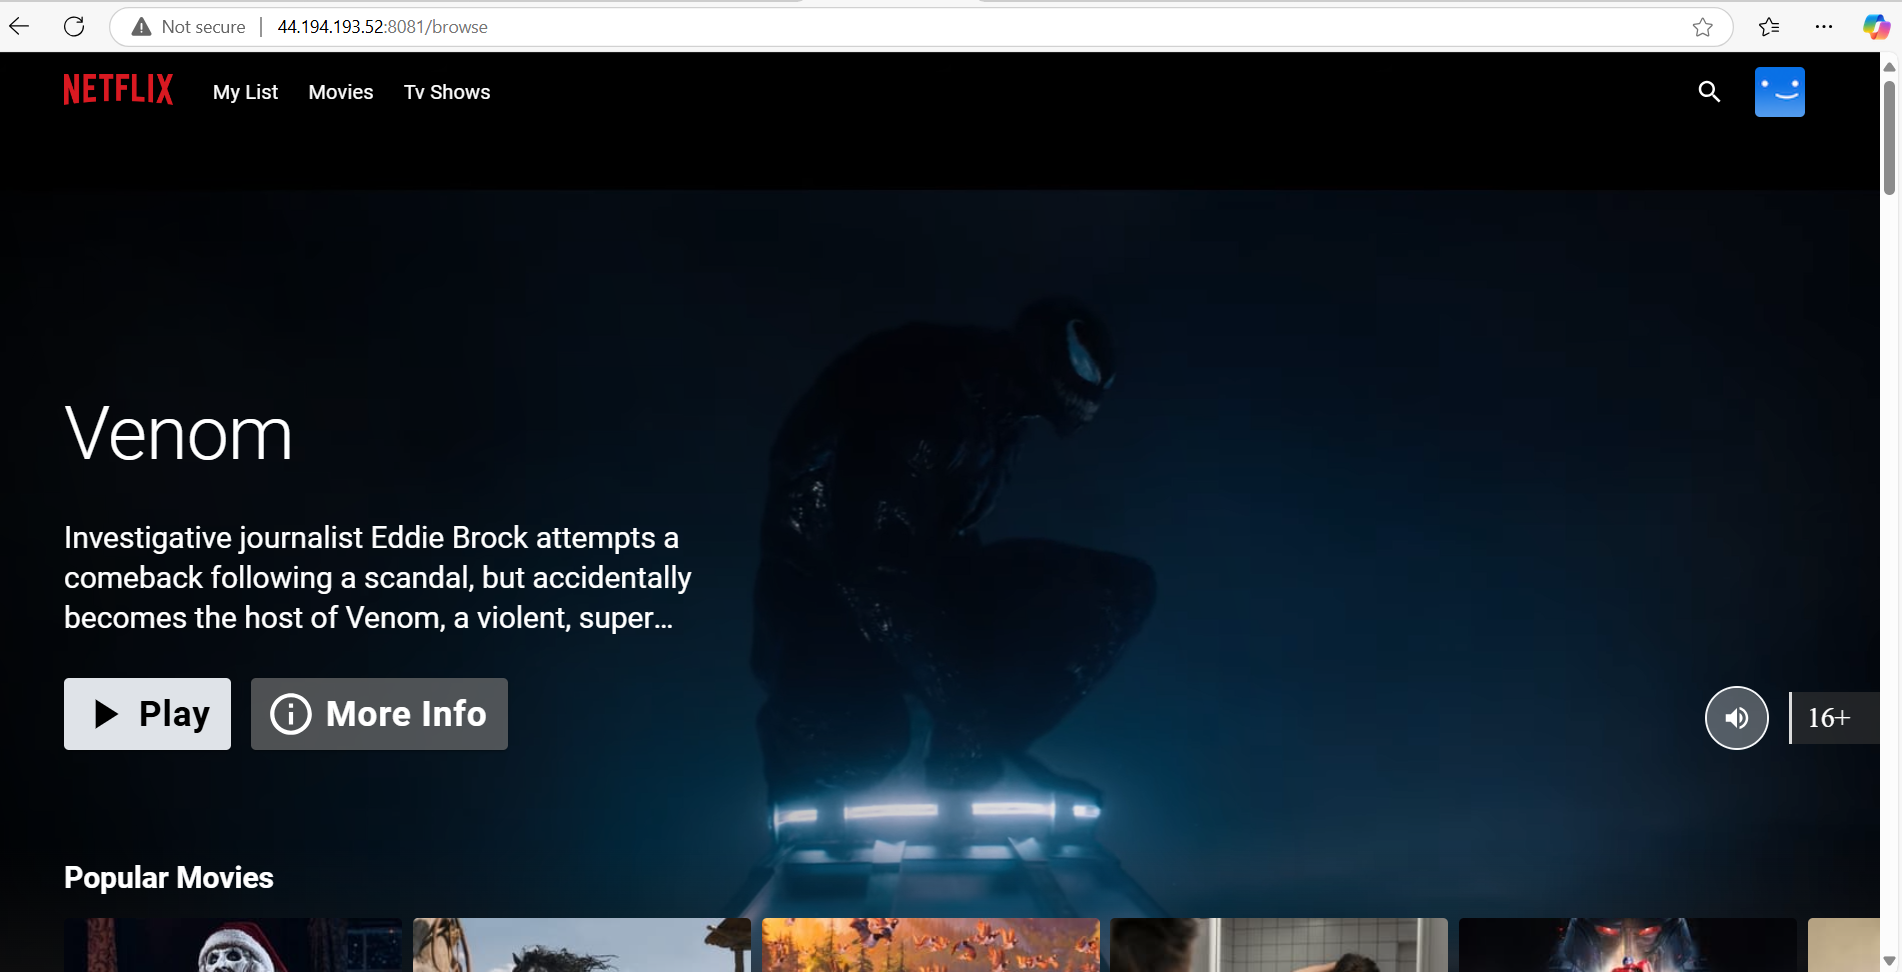 Not secure 44.194.193.52:8081/browse
NETFLIX My List Movies Tv Shows
Venom
Investigative journalist Eddie Brock attempts a
comeback following a scandal, but accidentally
becomes the host of Venom, a violent, super...
Play More Info 16+
Popular Movies